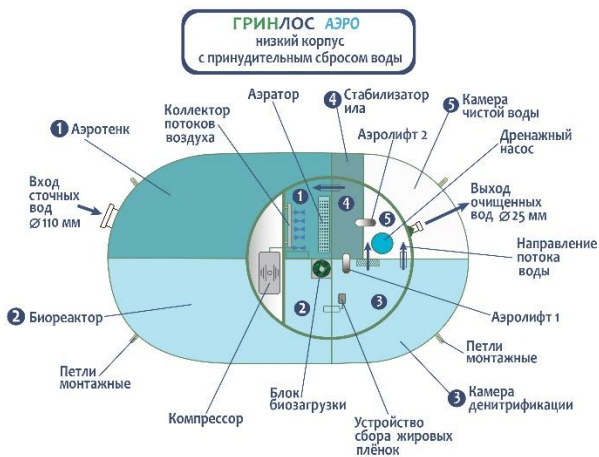 ГРИНЛОС АЭРО
низкий корпус
с принудительным сбросом воды
1 Аэротенк
Коллектор
потоков
воздуха
Аэратор
4 Стабилизатор
ила
Аэролифт 2
5 Камера
чистой воды
Дренажный
насос
Вход
сточных
вод
Ø 110 мм
Выход
очищенных
вод Ø 25 мм
Направление
потока
воды
1
4
5
2
3
2 Биореактор
Аэролифт 1
Петли
монтажные
Петли
монтажные
Компрессор
Блок
биозагрузки
Устройство
сбора жировых
плёнок
3 Камера
денитрификации